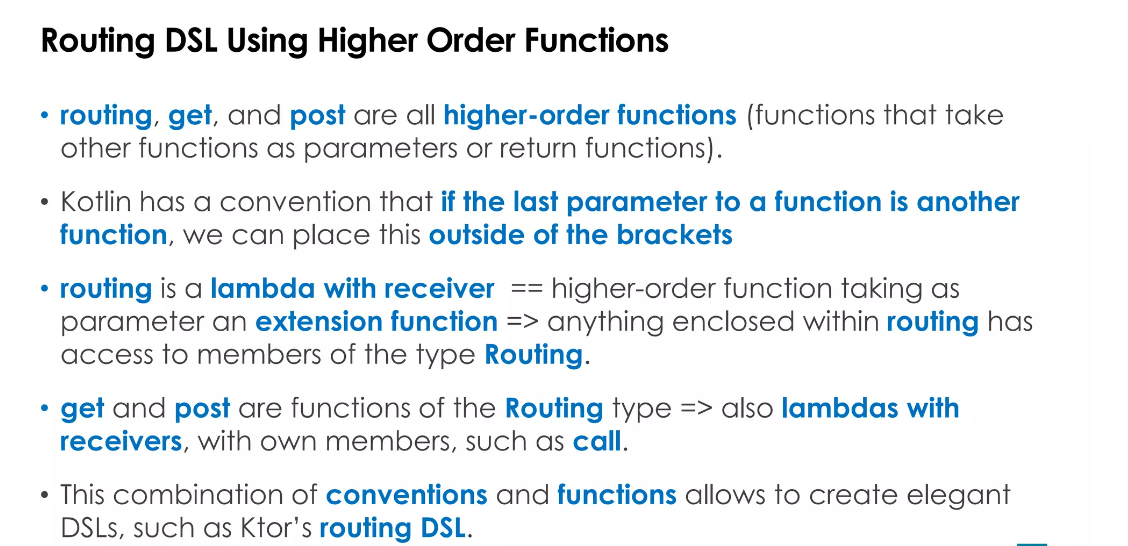 Routing DSL Using Higher Order Functions
• routing, get, and post are all higher-order functions (functions that take
other functions as parameters or return functions).
• Kotlin has a convention that if the last parameter to a function is another
function, we can place this outside of the brackets
• routing is a lambda with receiver == higher-order function taking as
parameter an extension function => anything enclosed within routing has
access to members of the type Routing.
• get and post are functions of the Routing type => also lambdas with
receivers, with own members, such as call.
• This combination of conventions and functions allows to create elegant
DSLs, such as Ktor's routing DSL.